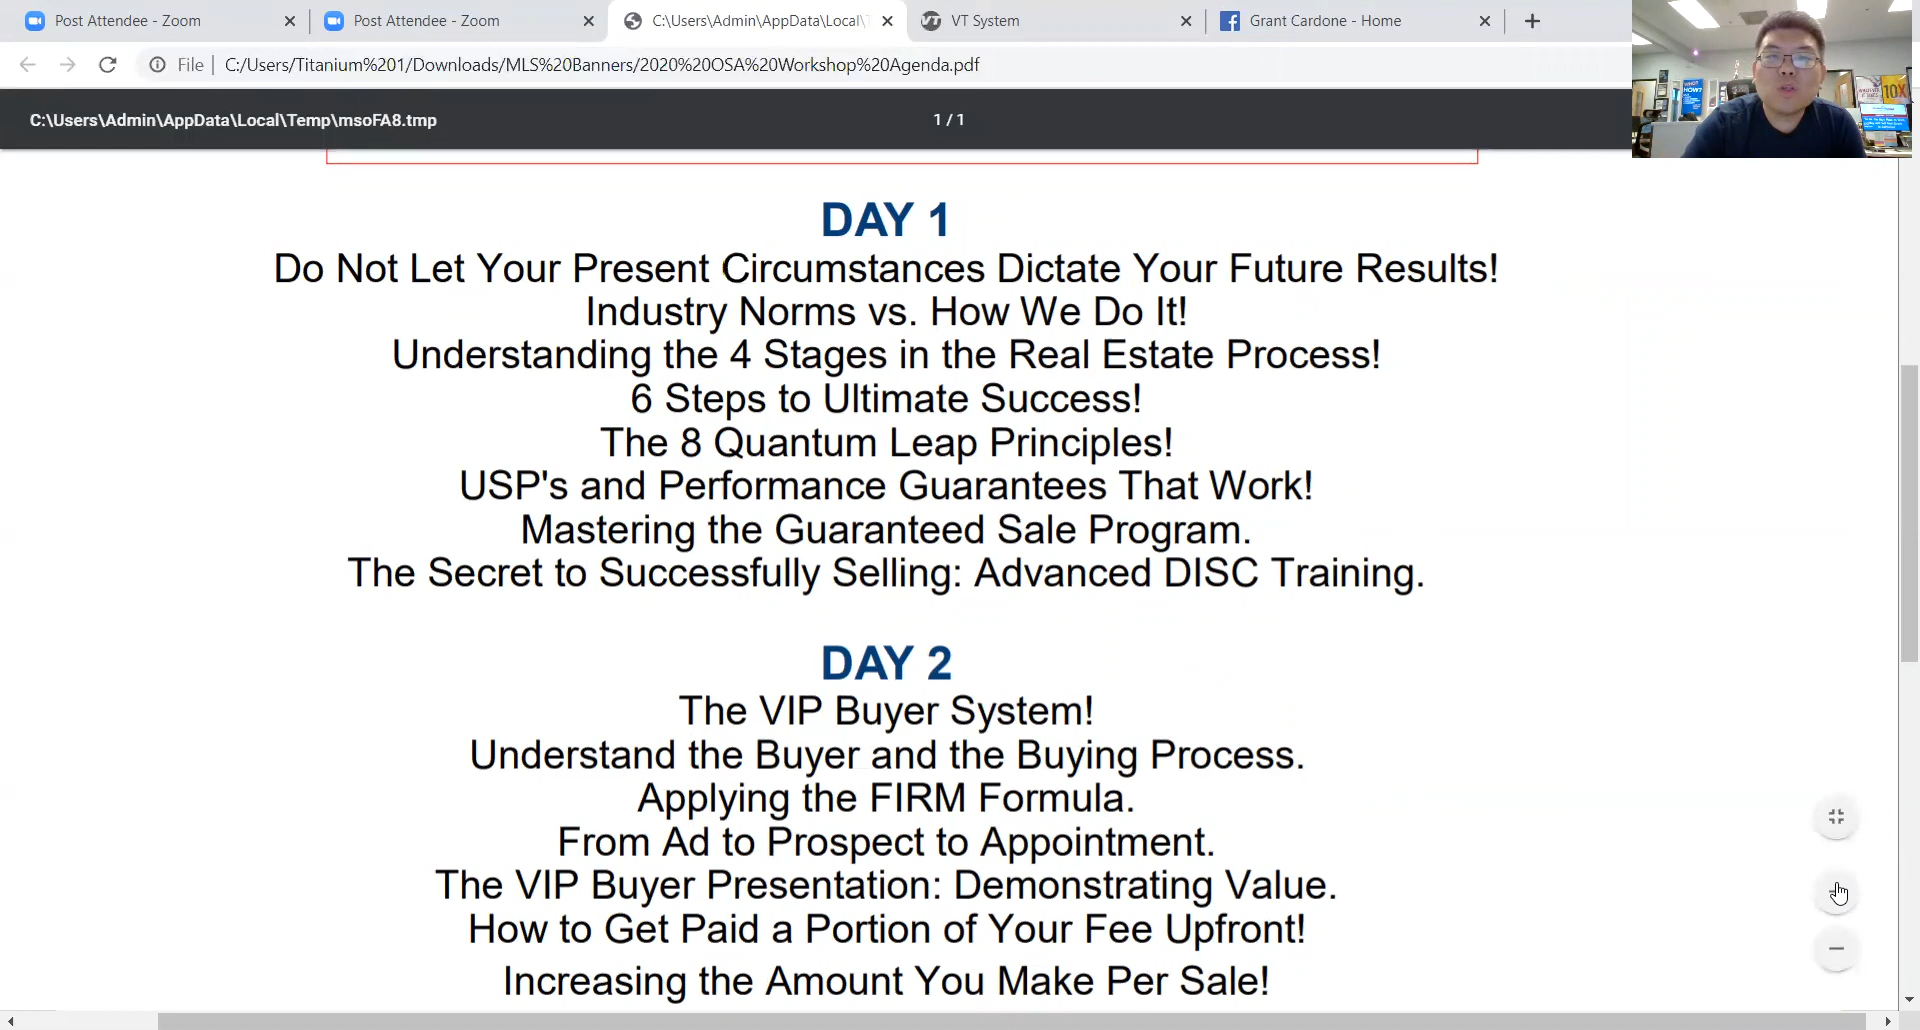 Post Attendee - Zoom
Post Attendee - Zoom
C:\Users\Admin\AppData\Local\
VT System
Grant Cardone - Home
File
C:/Users/Titanium%201/Downloads/MLS%20Banners/2020%20OSA%20Workshop%20Agenda.pdf
C:\Users\Admin\AppData\Local\Temp\msoFA8.tmp
1 / 1
HOW?
10X
DAY 1
Do Not Let Your Present Circumstances Dictate Your Future Results!
Industry Norms vs. How We Do It!
Understanding the 4 Stages in the Real Estate Process!
6 Steps to Ultimate Success!
The 8 Quantum Leap Principles!
USP's and Performance Guarantees That Work!
Mastering the Guaranteed Sale Program.
The Secret to Successfully Selling: Advanced DISC Training.
DAY 2
The VIP Buyer System!
Understand the Buyer and the Buying Process.
Applying the FIRM Formula.
From Ad to Prospect to Appointment.
The VIP Buyer Presentation: Demonstrating Value.
How to Get Paid a Portion of Your Fee Upfront!
Increasing the Amount You Make Per Sale!